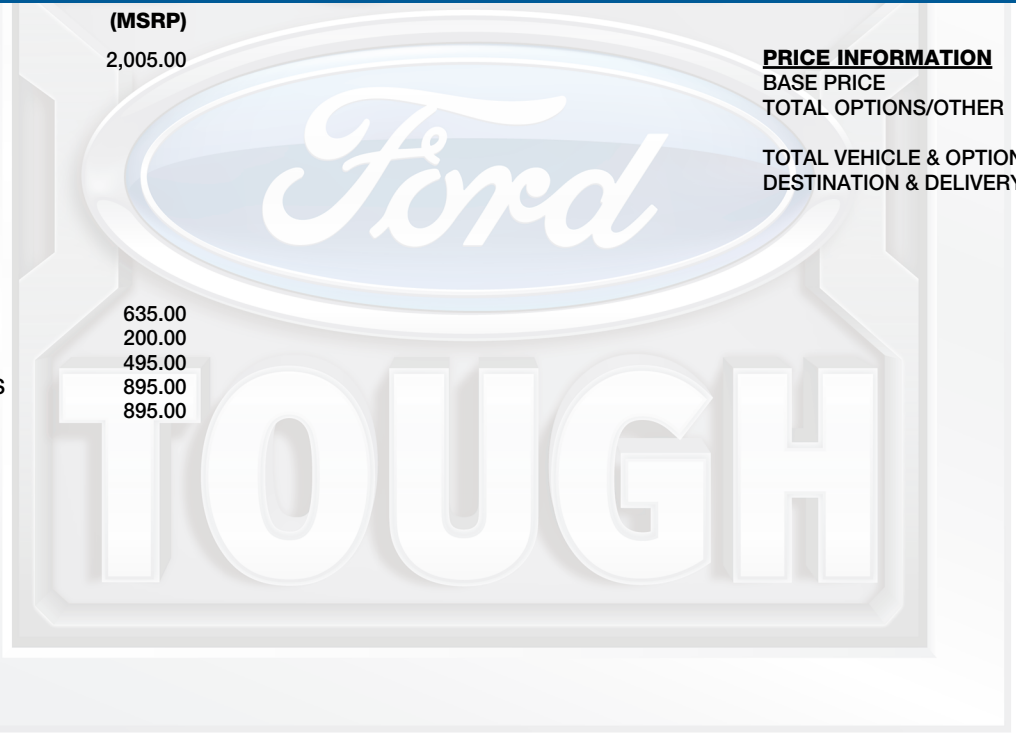 (MSRP)
2,005.00
635.00
200.00
495.00
S 895.00
895.00
PRICE INFORMATION
BASE PRICE
TOTAL OPTIONS/OTHER
TOTAL VEHICLE & OPTION
DESTINATION & DELIVERY
Ford
TOUGH